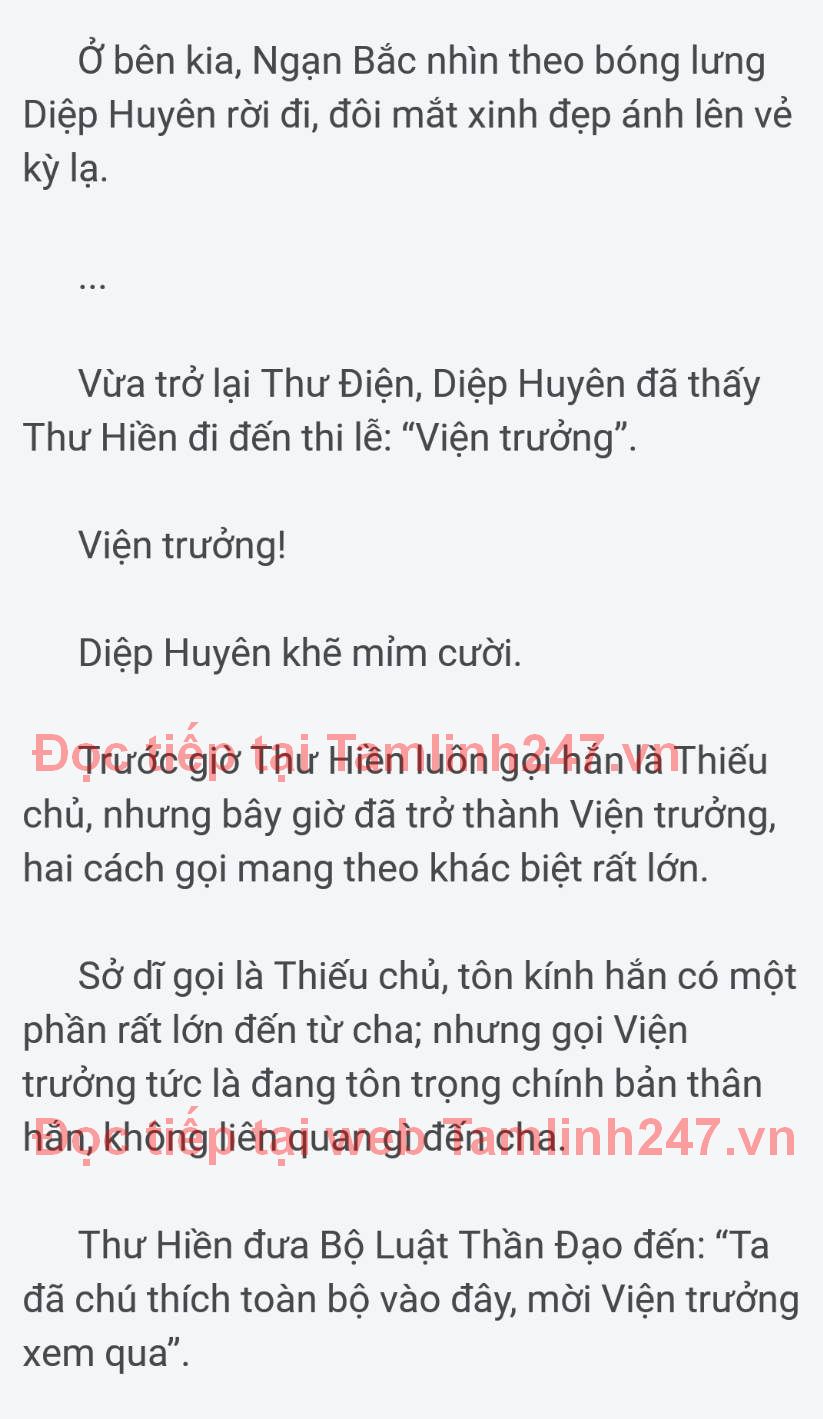 Ở bên kia, Ngạn Bắc nhìn theo bóng lưng
Diệp Huyên rời đi, đôi mắt xinh đẹp ánh lên vẻ
kỳ lạ.
...
Vừa trở lại Thư Điện, Diệp Huyên đã thấy
Thư Hiền đi đến thi lễ: “Viện trưởng”.
Viện trưởng!
Diệp Huyên khẽ mỉm cười.
Đọc tiếp tại Tamlinh247.vn
Trước giờ Thư Hiền luôn gọi hắn là Thiếu
chủ, nhưng bây giờ đã trở thành Viện trưởng,
hai cách gọi mang theo khác biệt rất lớn.
Sở dĩ gọi là Thiếu chủ, tôn kính hắn có một
phần rất lớn đến từ cha; nhưng gọi Viện
trưởng tức là đang tôn trọng chính bản thân
hắn, không liên quan gì đến cha.
Đọc tiếp tại web Tamlinh247.vn
Thư Hiền đưa Bộ Luật Thần Đạo đến: “Ta
đã chú thích toàn bộ vào đây, mời Viện trưởng
xem qua”.